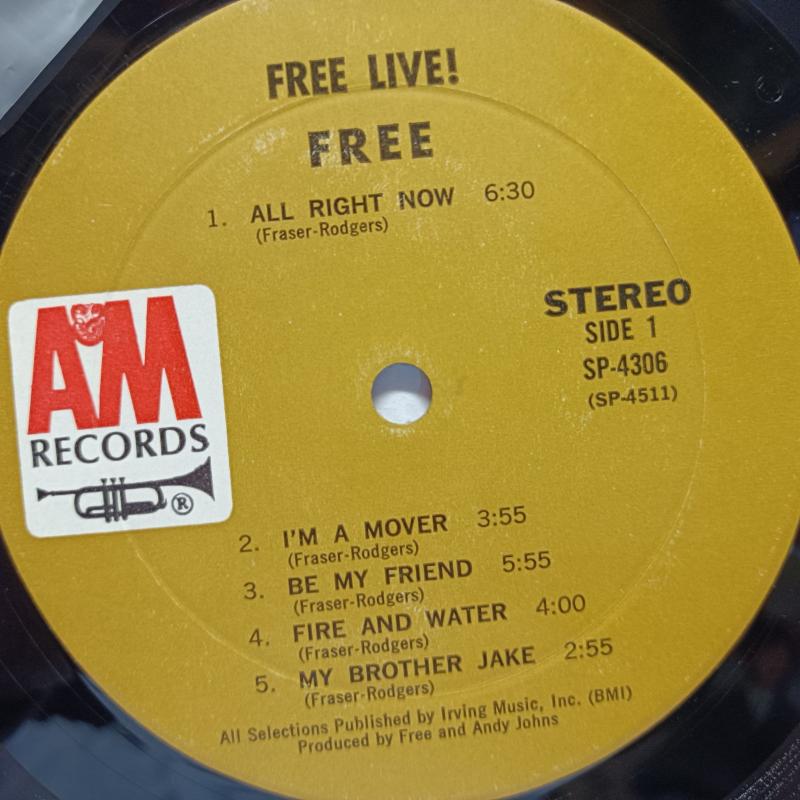 FREE LIVE!
FREE
1. ALL RIGHT NOW 6:30
(Fraser-Rodgers)
A&M
RECORDS
®
STEREO
SIDE 1
SP-4306
(SP-4511)
2. I'M A MOVER 3:55
(Fraser-Rodgers)
3. BE MY FRIEND 5:55
(Fraser-Rodgers)
4. FIRE AND WATER 4:00
(Fraser-Rodgers)
5. MY BROTHER JAKE 2:55
(Fraser-Rodgers)
All Selections Published by Irving Music, Inc. (BMI)
Produced by Free and Andy Johns